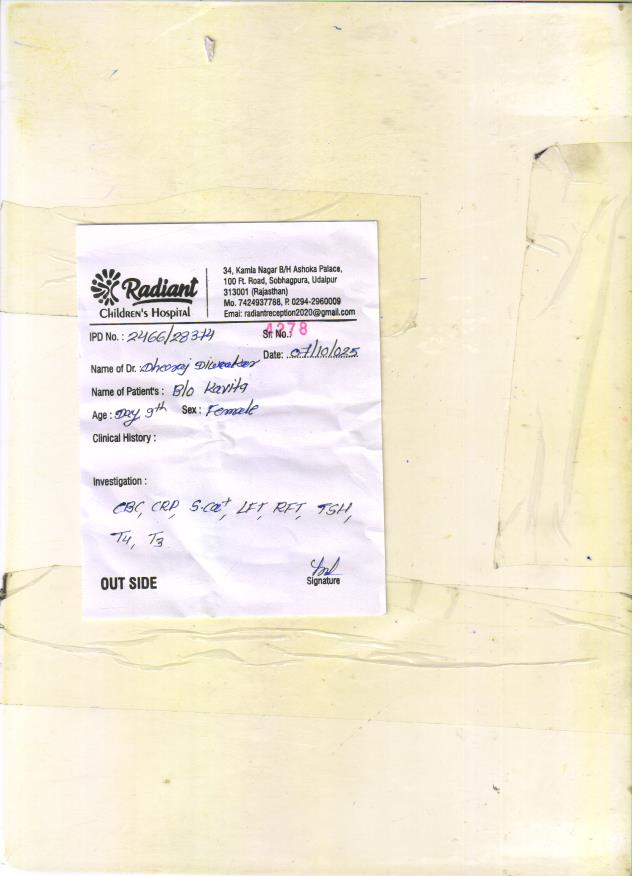 Radiant
Children's Hospital
34, Kamla Nagar B/H Ashoka Palace,
100 Ft. Road, Sobhagpura, Udaipur
313001 (Rajasthan)
Mo. 7424937788, P. 0294-2960009
Emai: radiantreception2020@gmail.com
IPD No. : 2466/28374 Sr. No.: 4278
Date: 07/10/025
Name of Dr. Dheeraj Diweaker
Name of Patient's : B/o Kavita
Age : Day 9th Sex : Female
Clinical History :
Investigation :
CBC, CRP, S.Ca+, LFT, RFT, TSH,
T4, T3
OUT SIDE
Signature